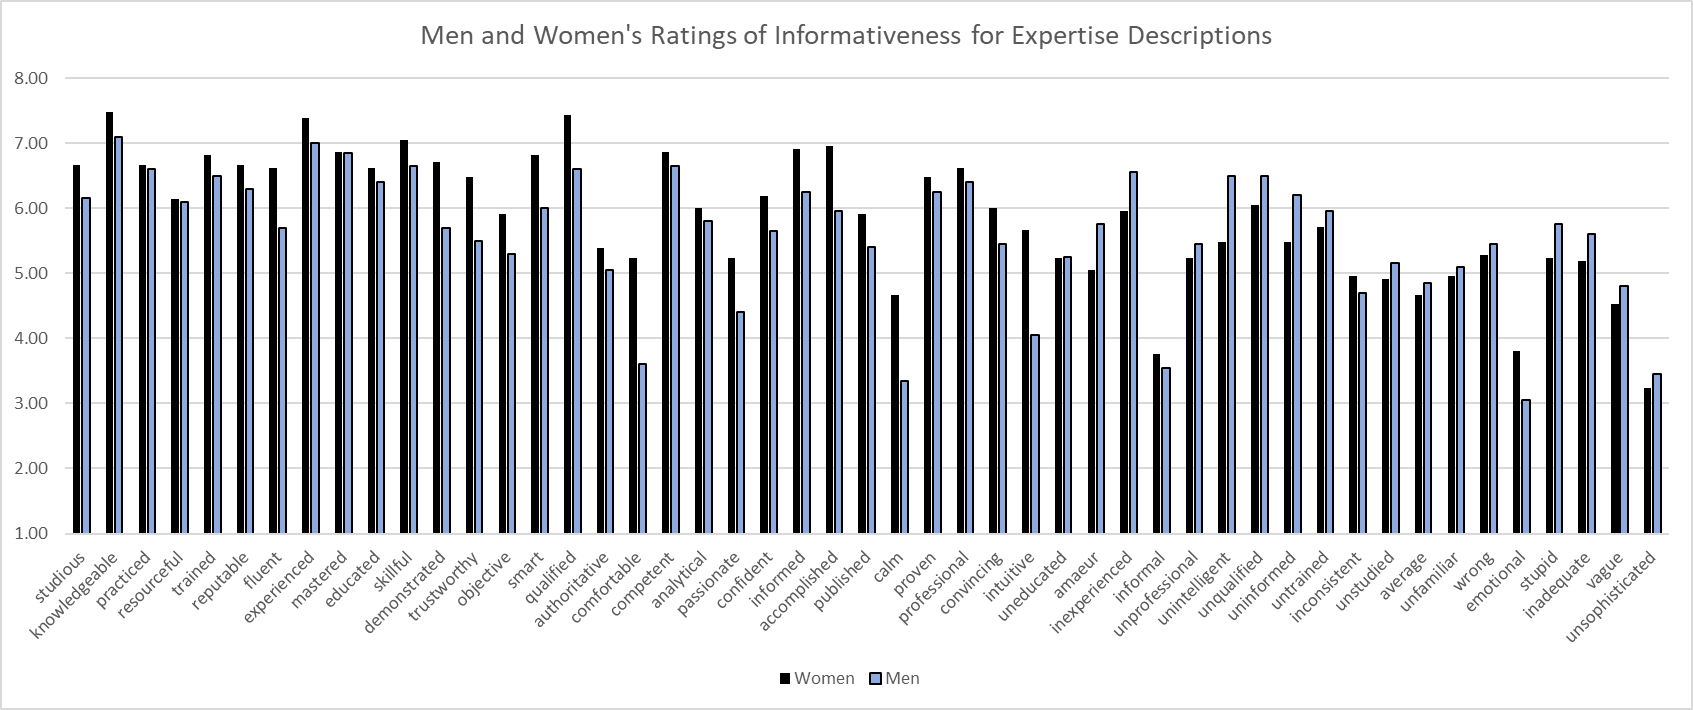 Men and Women's Ratings of Informativeness for Expertise Descriptions
8.00
7.00
6.00
5.00
4.00
3.00
2.00
1.00
studious
knowledgeable
practiced
resourceful
trained
reputable
fluent
experienced
mastered
educated
skillful
demonstrated
trustworthy
objective
smart
qualified
authoritative
comfortable
competent
analytical
passionate
confident
informed
accomplished
published
calm
proven
professional
convincing
intuitive
uneducated
amaeur
inexperienced
informal
unprofessional
unintelligent
unqualified
uninformed
untrained
inconsistent
unstudied
average
unfamiliar
wrong
emotional
stupid
inadequate
vague
unsophisticated
Women Men